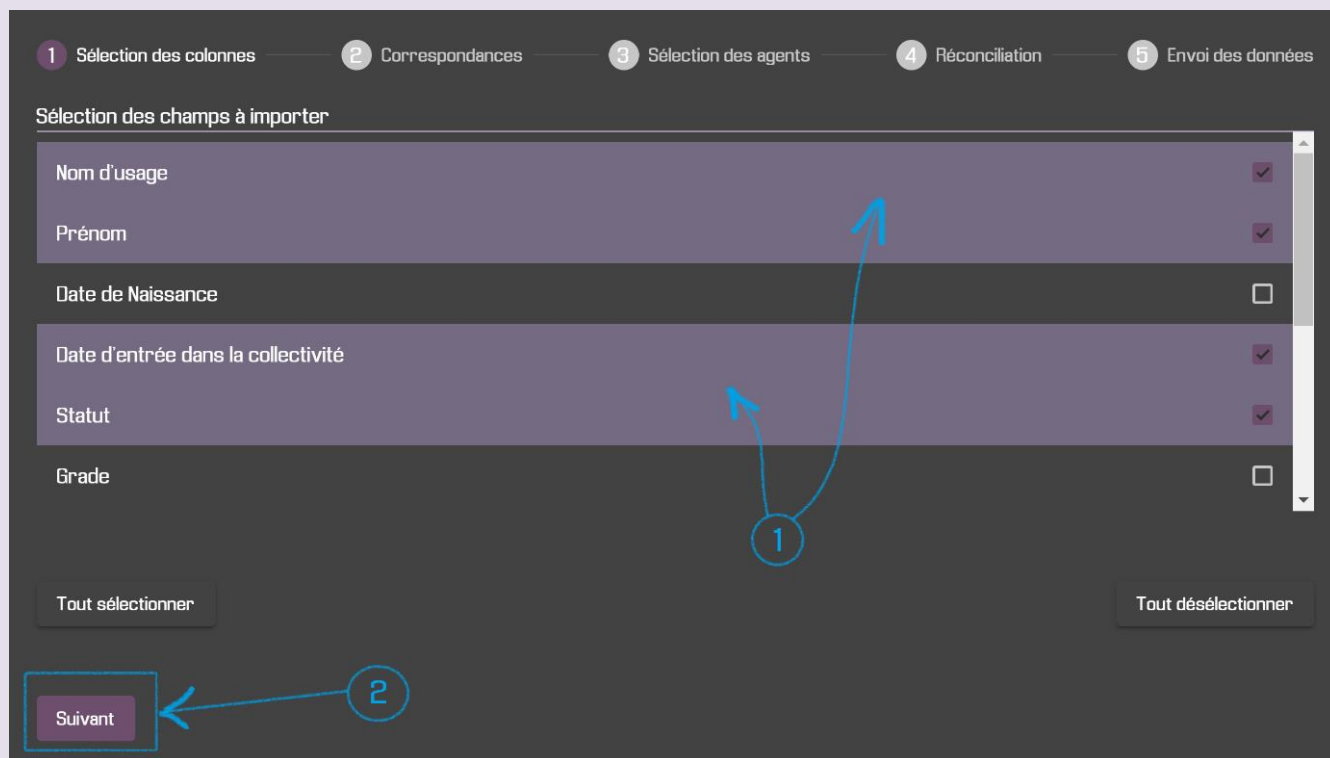 1 Sélection des colonnes 2 Correspondances 3 Sélection des agents 4 Réconciliation 5 Envoi des données
Sélection des champs à importer
Nom d'usage
Prénom
Date de Naissance
Date d'entrée dans la collectivité
Statut
Grade
1
Tout sélectionner Tout désélectionner
2
Suivant